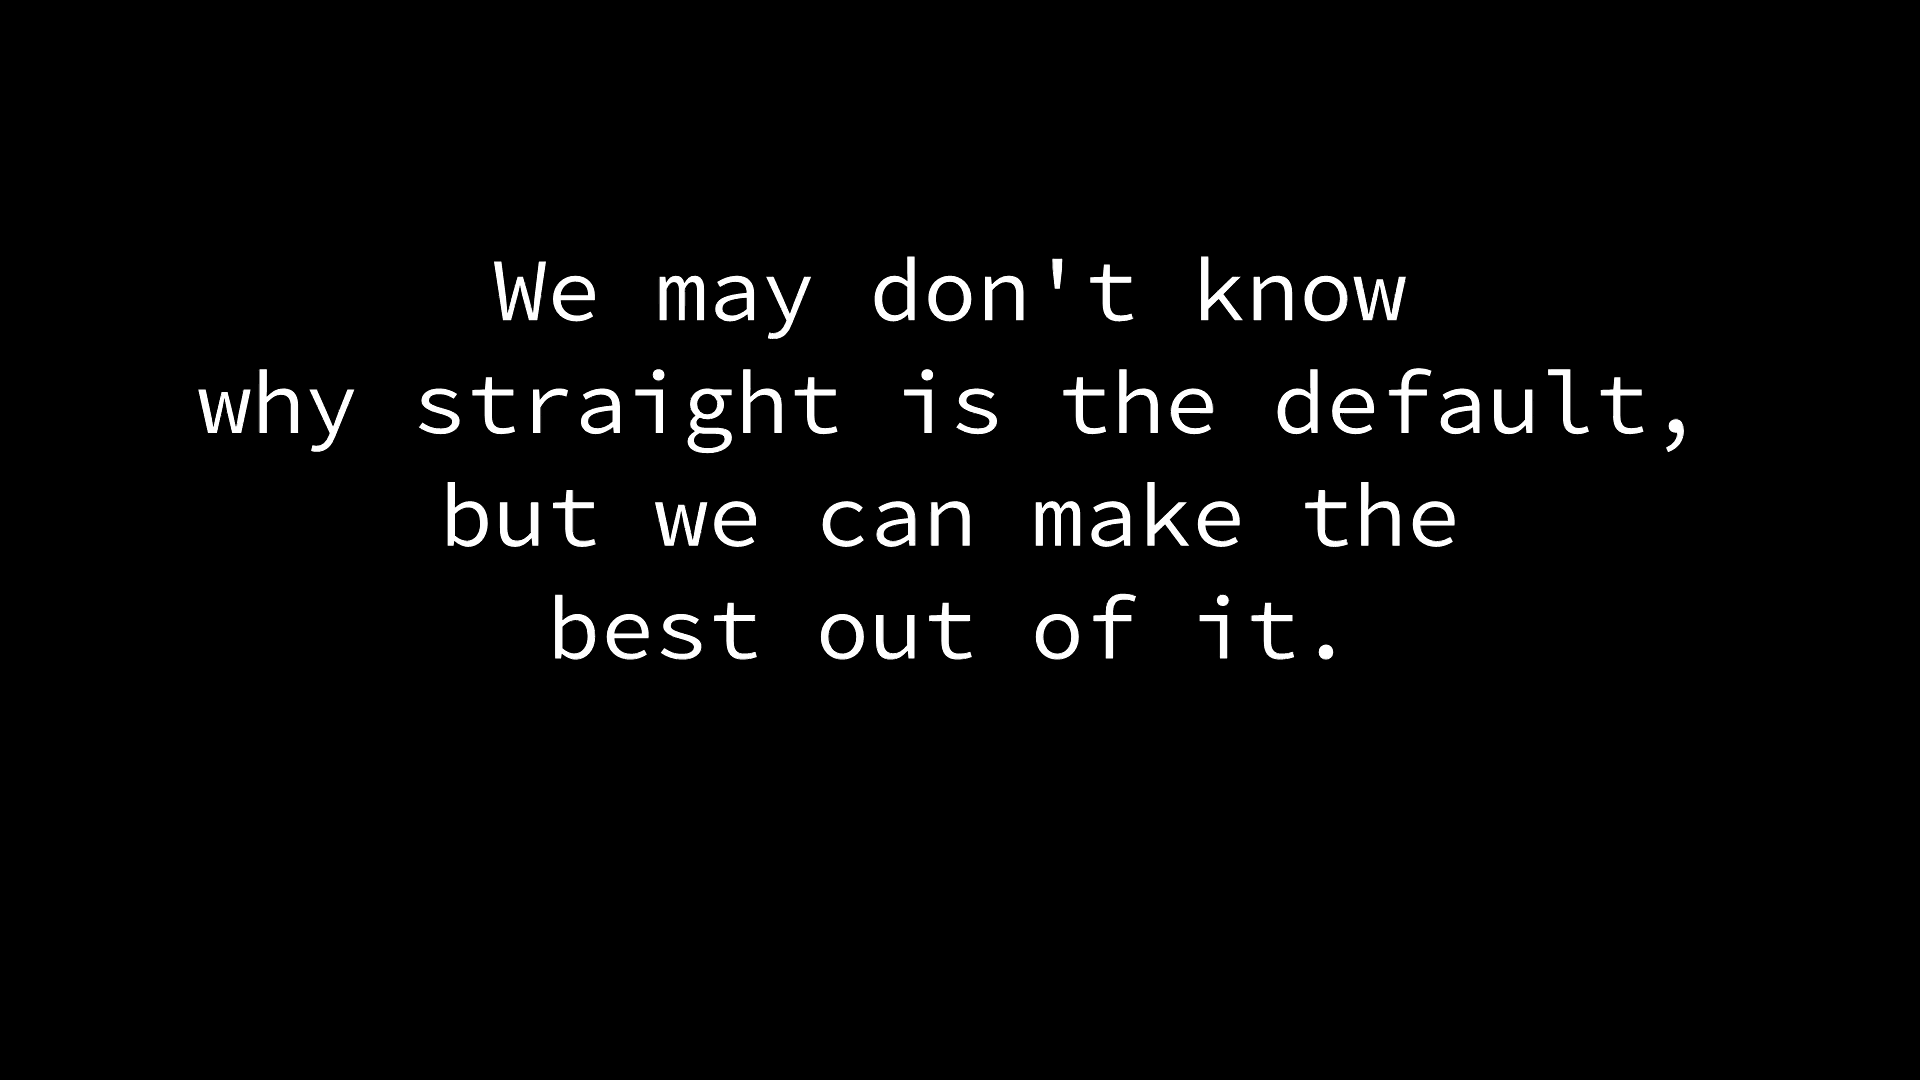 We may don't know
why straight is the default,
but we can make the
best out of it.